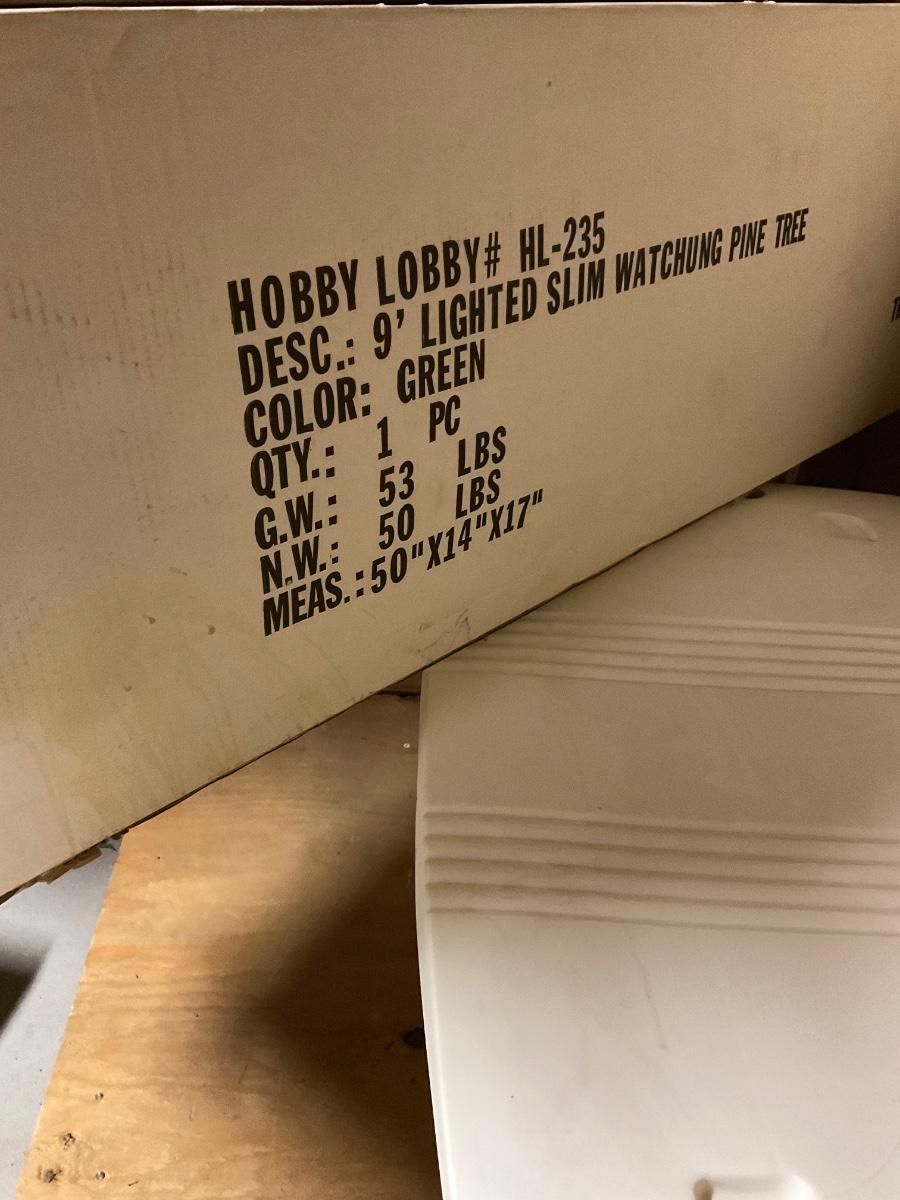 HOBBY LOBBY# HL-235
DESC.: 9' LIGHTED SLIM WATCHUNG PINE TREE
COLOR: GREEN
QTY.: 1 PC
G.W.: 53 LBS
N.W.: 50 LBS
MEAS.:50"X14"X17"